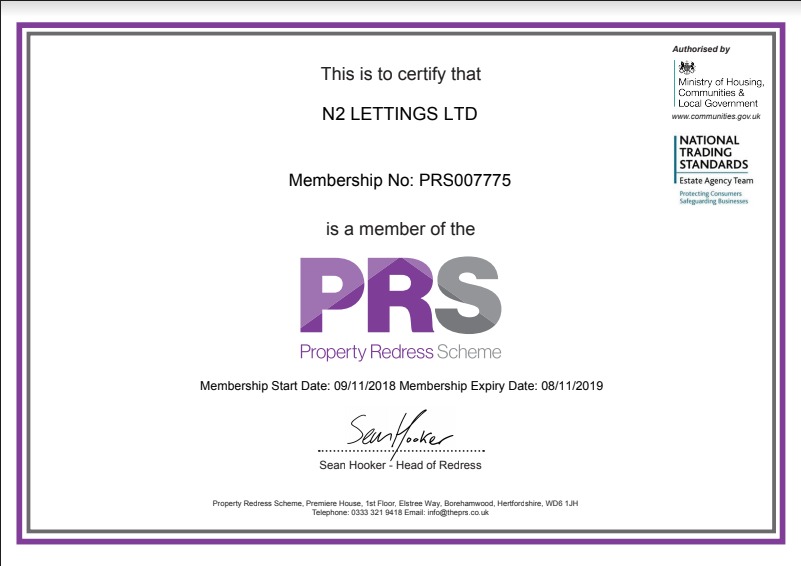 Authorised by
Ministry of Housing,
Communities &
Local Government
www.communities.gov.uk
NATIONAL
TRADING
STANDARDS
Estate Agency Team
Protecting Consumers
Safeguarding Businesses
This is to certify that
N2 LETTINGS LTD
Membership No: PRS007775
is a member of the
PRS
Property Redress Scheme
Membership Start Date: 09/11/2018 Membership Expiry Date: 08/11/2019
Sean Hooker
Sean Hooker - Head of Redress
Property Redress Scheme, Premiere House, 1st Floor, Elstree Way, Borehamwood, Hertfordshire, WD6 1JH
Telephone: 0333 321 9418 Email: info@theprs.co.uk